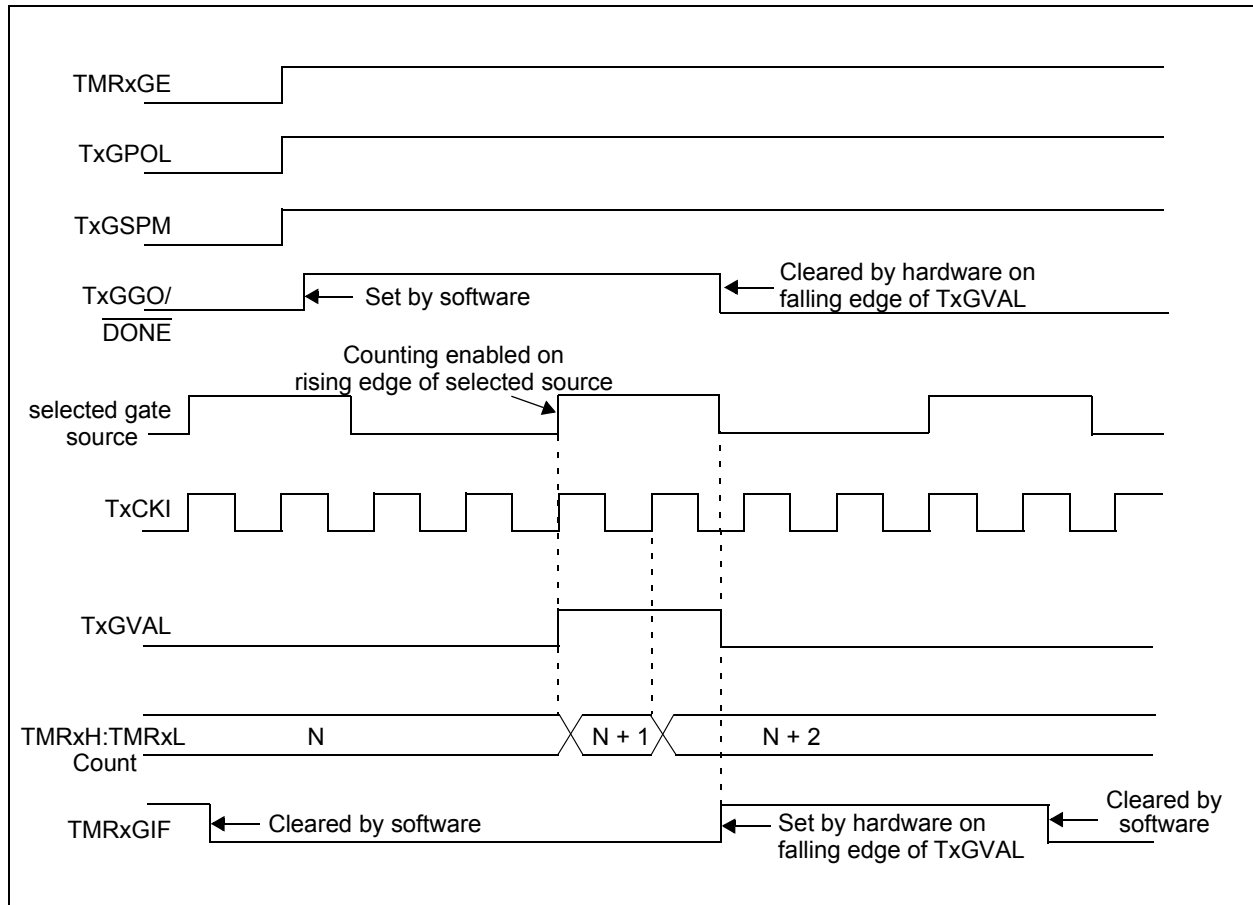 TMRxGE
TxGPOL
TxGSPM
TxGGO/
DONE
Set by software
Cleared by hardware on
falling edge of TxGVAL
Counting enabled on
rising edge of selected source
selected gate
source
TxCKI
TxGVAL
TMRxH:TMRxL
Count
N
N + 1
N + 2
TMRxGIF
Cleared by software
Set by hardware on
falling edge of TxGVAL
Cleared by
software